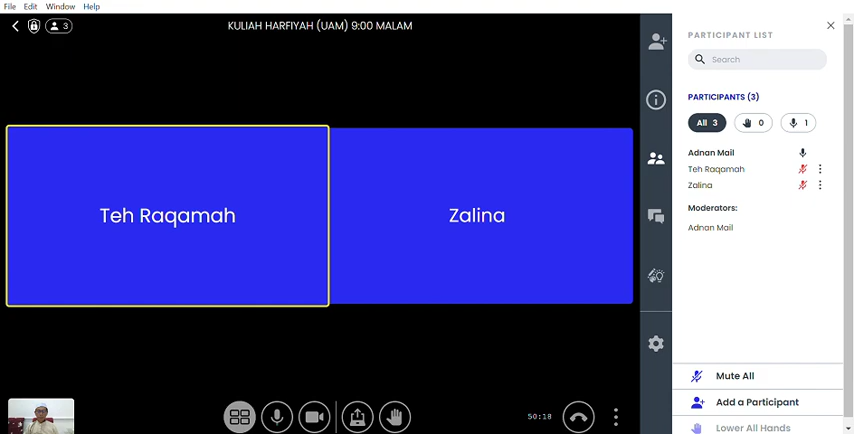 File Edit Window Help
3
KULIAH HARFIYAH (UAM) 9:00 MALAM
Teh Raqamah
Zalina
50:18
PARTICIPANT LIST
Search
PARTICIPANTS (3)
All 3
0
1
Adnan Mail
Teh Raqamah
Zalina
Moderators:
Adnan Mail
Mute All
Add a Participant
Lower All Hands